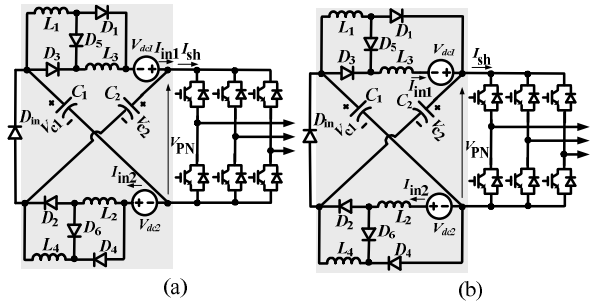 L1 D1 D5 Vdc1 Iin1 Ish
D3 L3
Din C1 C2 Vc1 Vc2 VPN
Iin2
D2 L2 Vdc2
D6
L4 D4
(a)
L1 D1 D5 Vdc1 Ish
D3 L3 Iin1
Din C1 C2 Vc1 Vc2 VPN
Iin2
D2 L2 Vdc2
D6
L4 D4
(b)